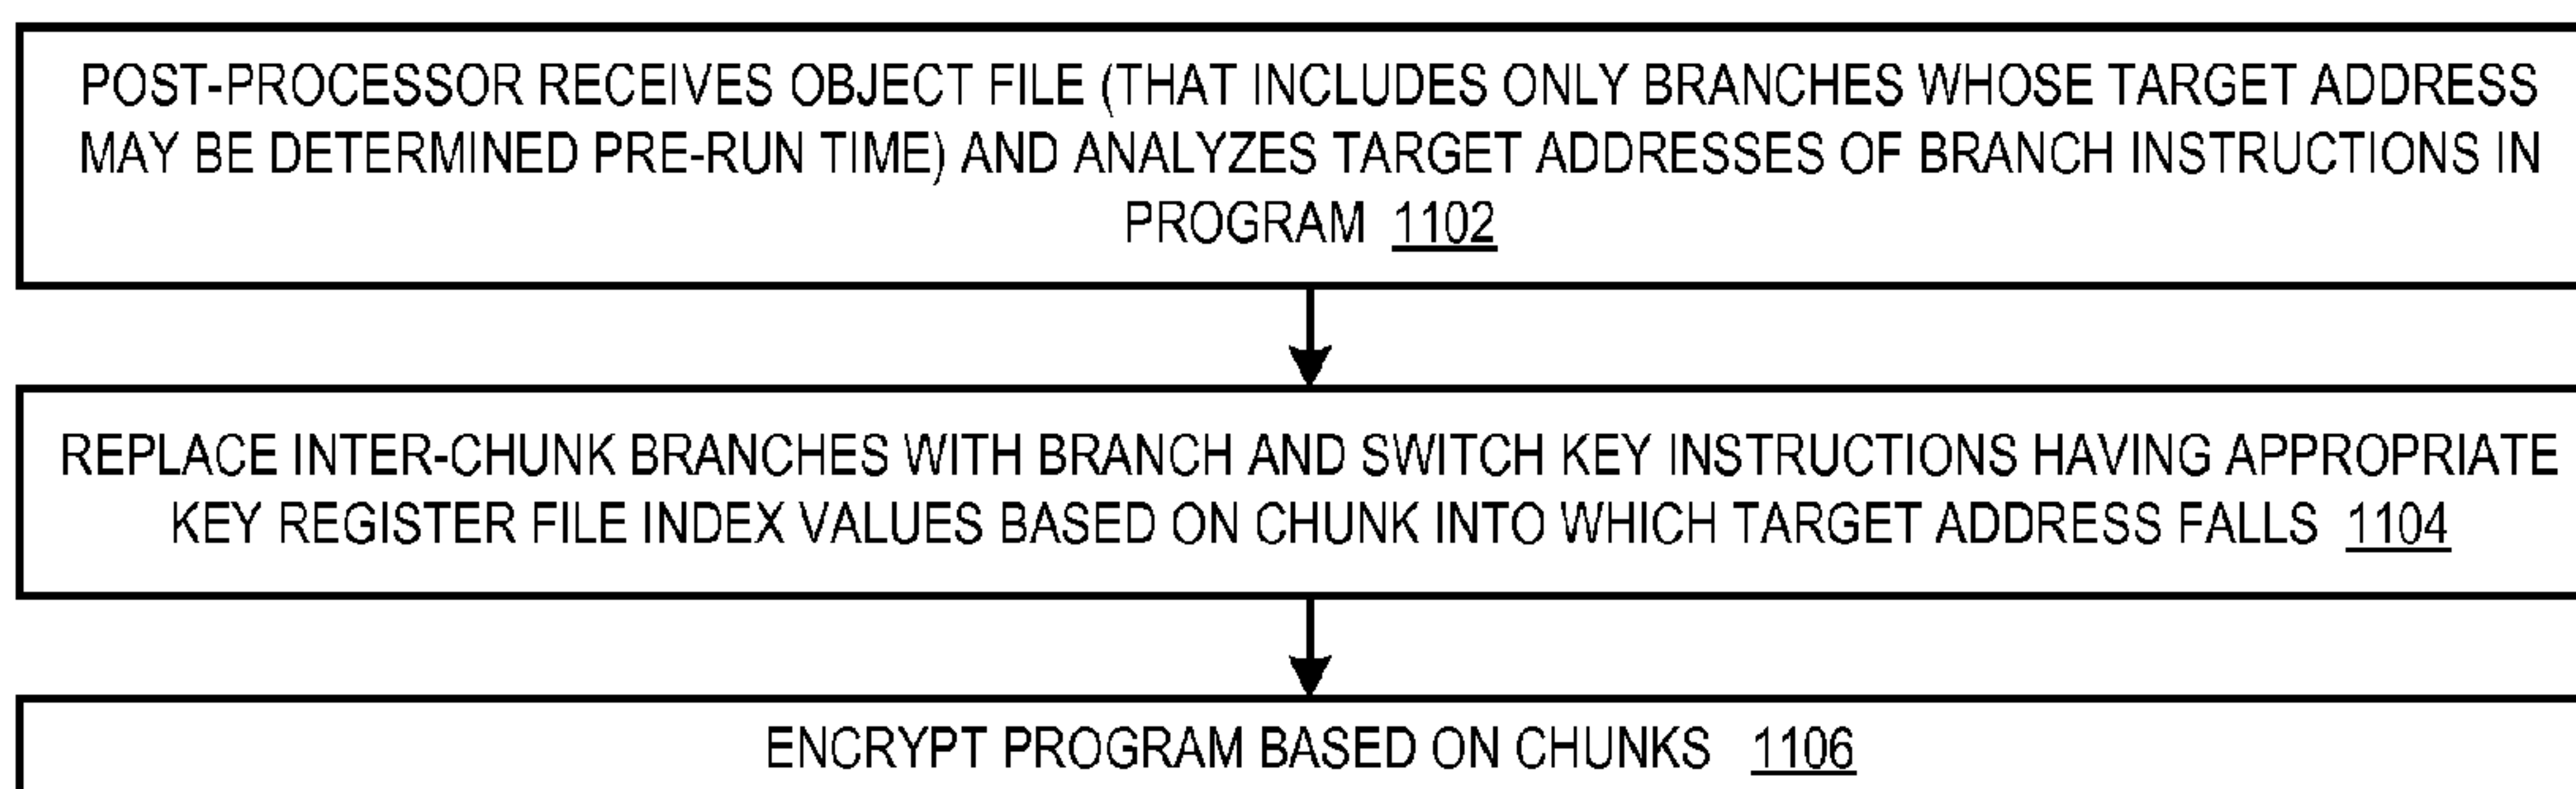 POST-PROCESSOR RECEIVES OBJECT FILE (THAT INCLUDES ONLY BRANCHES WHOSE TARGET ADDRESS
MAY BE DETERMINED PRE-RUN TIME) AND ANALYZES TARGET ADDRESSES OF BRANCH INSTRUCTIONS IN
PROGRAM 1102
REPLACE INTER-CHUNK BRANCHES WITH BRANCH AND SWITCH KEY INSTRUCTIONS HAVING APPROPRIATE
KEY REGISTER FILE INDEX VALUES BASED ON CHUNK INTO WHICH TARGET ADDRESS FALLS 1104
ENCRYPT PROGRAM BASED ON CHUNKS 1106